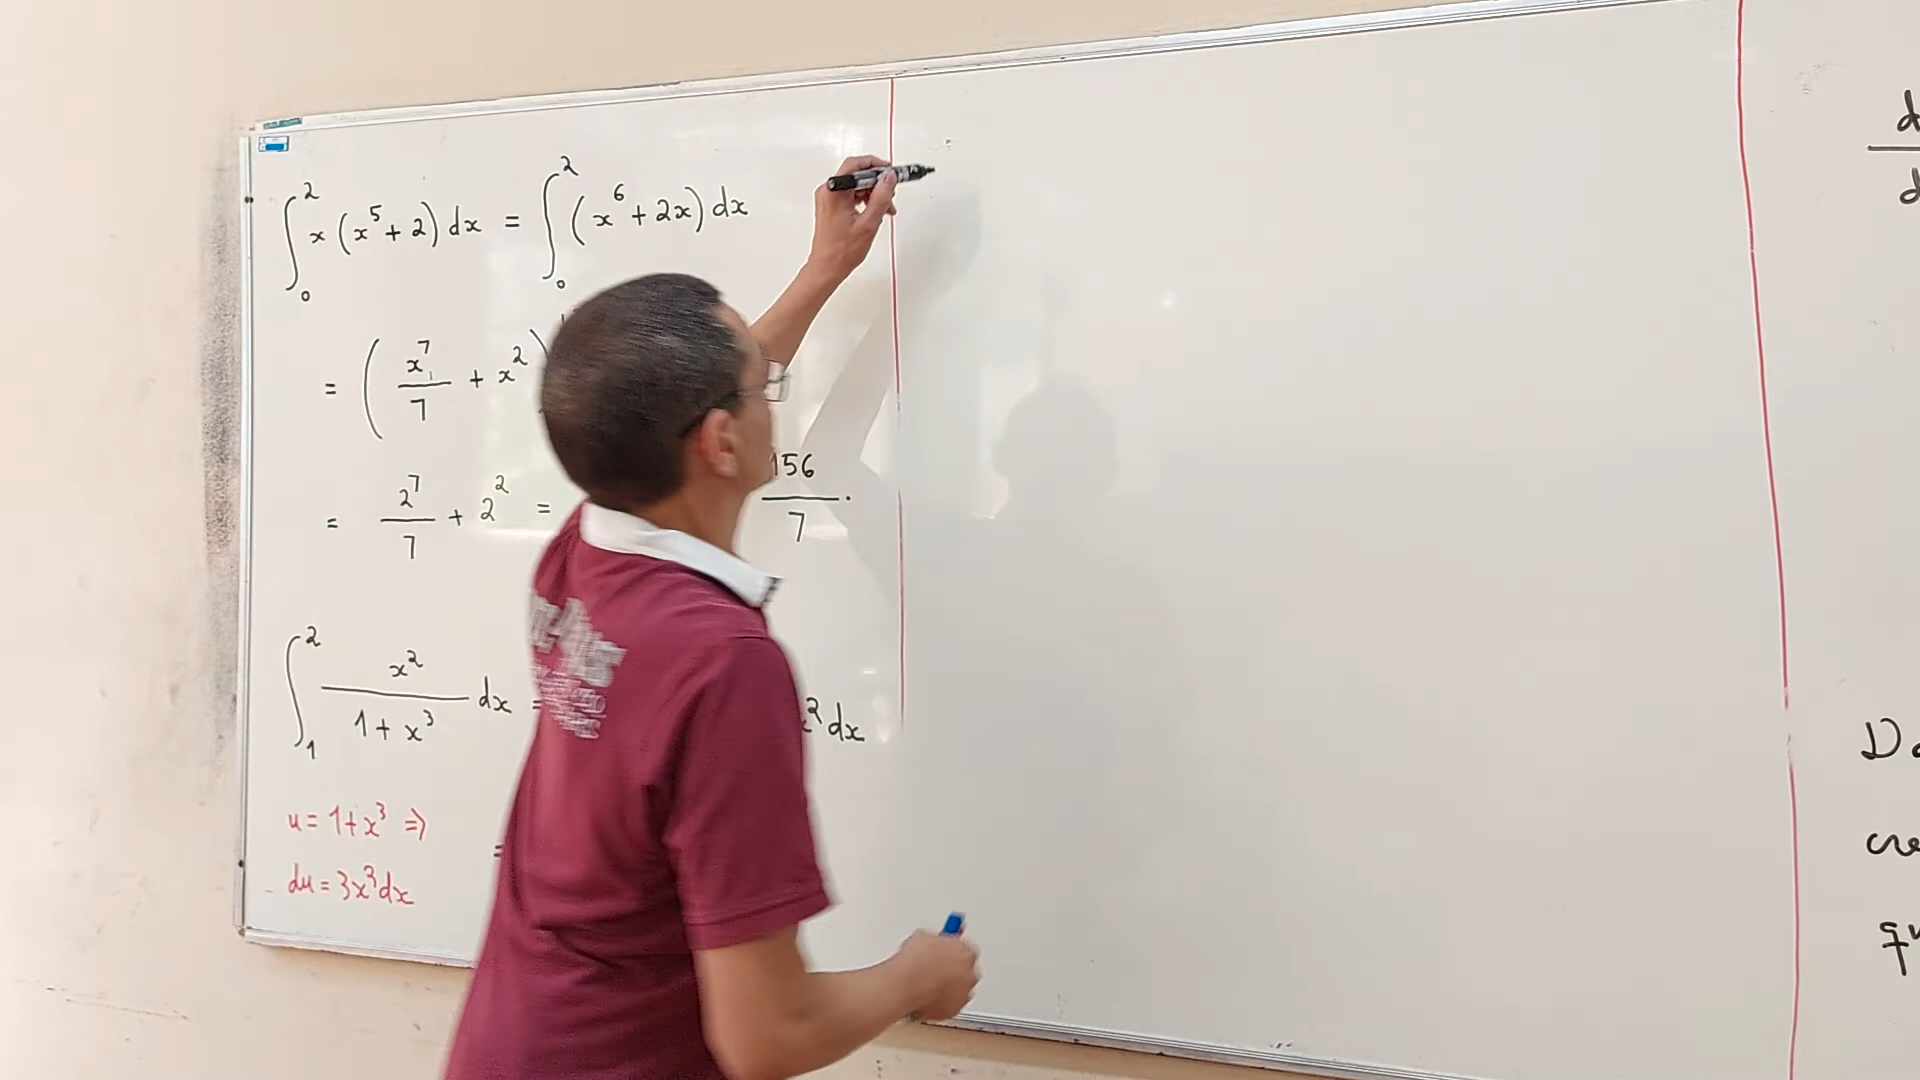 ∫₀² x(x⁵+2)dx = ∫₀² (x⁶+2x)dx
= (x⁷/7 + x²)
= 2⁷/7 + 2² = 156/7.
∫₁² x²/(1+x³) dx = x² dx
u = 1+x³ ⇒ =
du = 3x²dx